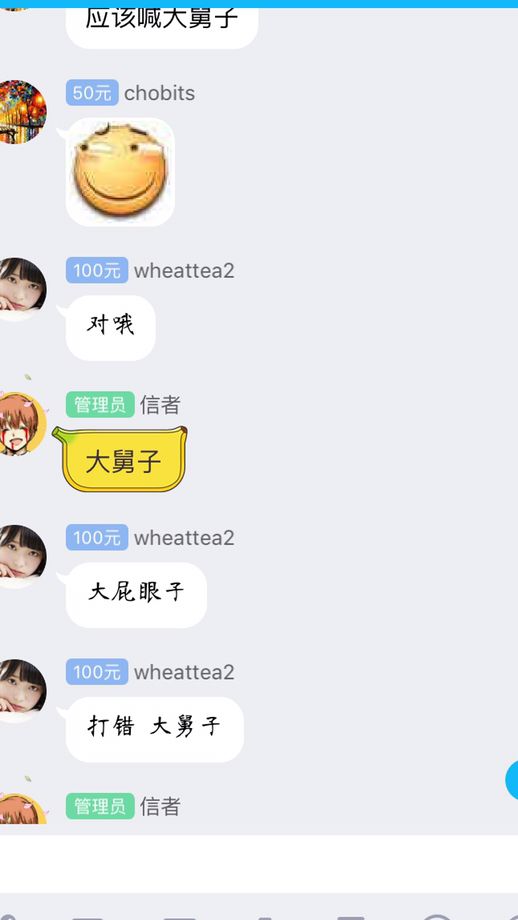 应该喊大舅子
50元 chobits
100元 wheattea2
对哦
管理员 信者
大舅子
100元 wheattea2
大屁眼子
100元 wheattea2
打错 大舅子
管理员 信者